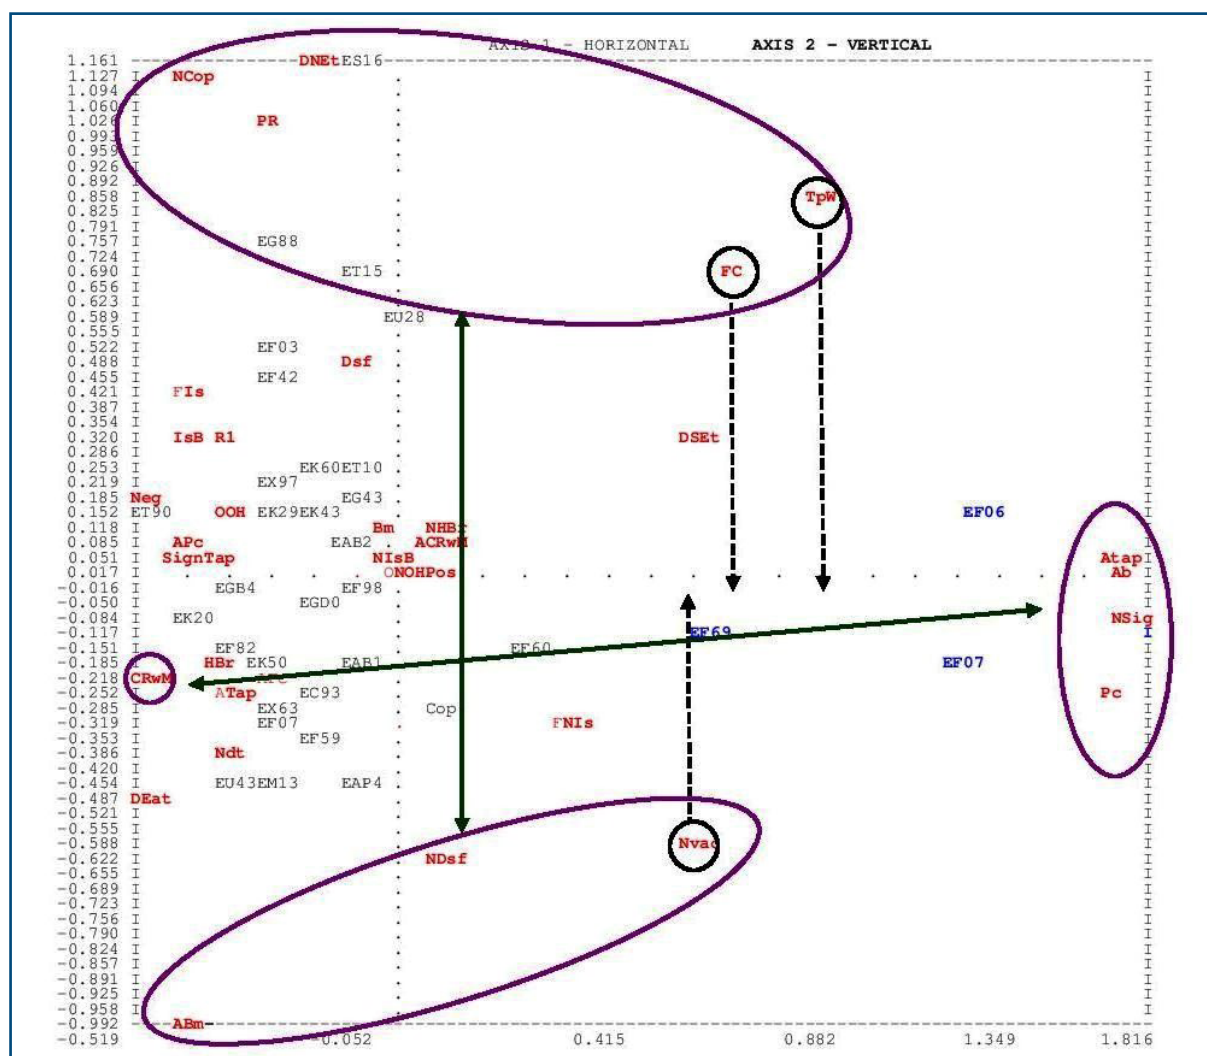 AXIS 1 - HORIZONTAL AXIS 2 - VERTICAL
1.161 DNEt ES16
1.127 I NCop I
1.094 I I
1.060 I I
1.026 I PR I
0.993 I I
0.959 I I
0.926 I I
0.892 I I
0.858 I TpW I
0.825 I I
0.791 I I
0.757 I EG88 I
0.724 I I
0.690 I ET15 FC I
0.656 I I
0.623 I I
0.589 I EU28 I
0.555 I I
0.522 I EF03 I
0.488 I Dsf I
0.455 I EF42 I
0.421 I FIs I
0.387 I I
0.354 I I
0.320 I IsB R1 DSEt I
0.286 I I
0.253 I EK60ET10 I
0.219 I EX97 I
0.185 Neg EG43 I
0.152 ET90 OOH EK29EK43 EF06 I
0.118 I Bm NHBr I
0.085 I APc EAB2 ACRwM I
0.051 I SignTap NIsB Atap I
0.017 I ONOHPos Ab I
-0.016 I EGB4 EF98 I
-0.050 I EGD0 I
-0.084 I EK20 NSig
-0.117 I EF69 I
-0.151 I EF82 EF60 I
-0.185 I HBr EK50 EAB1 EF07 I
-0.218 CRwM I
-0.252 I ATap EC93 Pc I
-0.285 I EX63 Cop I
-0.319 I EF07 FNIs I
-0.353 I EF59 I
-0.386 I Ndt I
-0.420 I I
-0.454 I EU43EM13 EAP4 I
-0.487 DEat I
-0.521 I I
-0.555 I I
-0.588 I Nvac I
-0.622 I NDsf I
-0.655 I I
-0.689 I I
-0.723 I I
-0.756 I I
-0.790 I I
-0.824 I I
-0.857 I I
-0.891 I I
-0.925 I I
-0.958 I I
-0.992 ABm
-0.519 -0.052 0.415 0.882 1.349 1.816